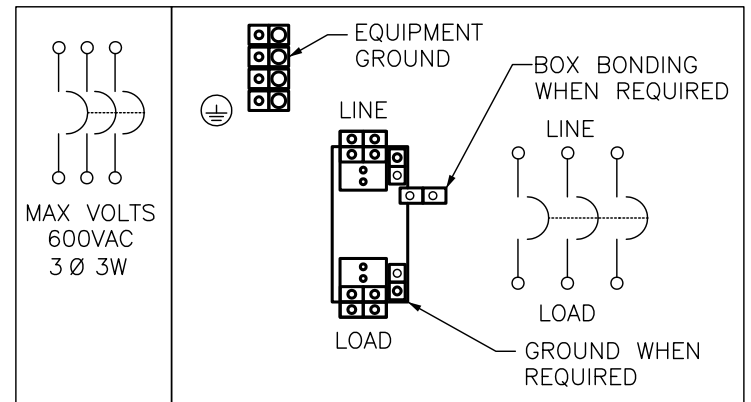 MAX VOLTS
600VAC
3 Ø 3W
EQUIPMENT
GROUND
LINE
BOX BONDING
WHEN REQUIRED
LINE
LOAD
LOAD
GROUND WHEN
REQUIRED